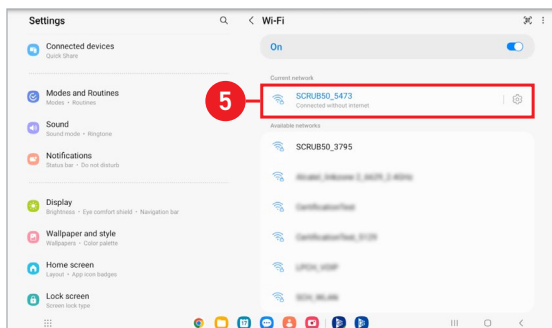 Settings
Connected devices
Quick Share
Modes and Routines
Modes • Routines
Sound
Sound mode • Ringtone
Notifications
Status bar • Do not disturb
Display
Brightness • Eye comfort shield • Navigation bar
Wallpaper and style
Wallpapers • Color palette
Home screen
Layout • App icon badges
Lock screen
Screen lock type
Wi-Fi
On
Current network
5
SCRUB50_5473
Connected without internet
Available networks
SCRUB50_3795
17